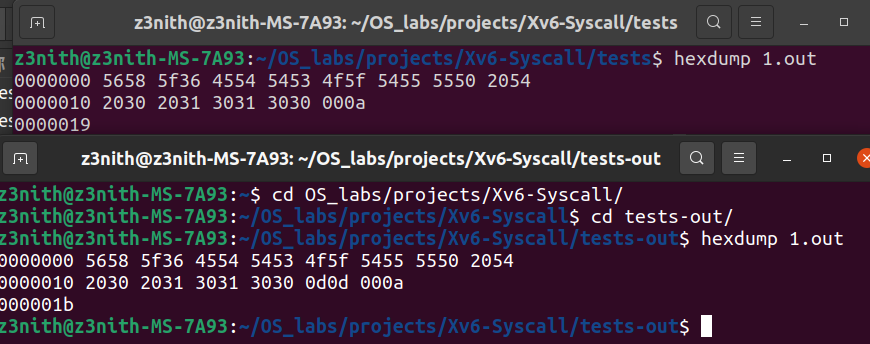 z3nith@z3nith-MS-7A93: ~/OS_labs/projects/Xv6-Syscall/tests
z3nith@z3nith-MS-7A93:~/OS_labs/projects/Xv6-Syscall/tests$ hexdump 1.out
0000000 5658 5f36 4554 5453 4f5f 5455 5550 2054
0000010 2030 2031 3031 3030 000a
0000019
z3nith@z3nith-MS-7A93: ~/OS_labs/projects/Xv6-Syscall/tests-out
z3nith@z3nith-MS-7A93:~$ cd OS_labs/projects/Xv6-Syscall/
z3nith@z3nith-MS-7A93:~/OS_labs/projects/Xv6-Syscall$ cd tests-out/
z3nith@z3nith-MS-7A93:~/OS_labs/projects/Xv6-Syscall/tests-out$ hexdump 1.out
0000000 5658 5f36 4554 5453 4f5f 5455 5550 2054
0000010 2030 2031 3031 3030 0d0d 000a
000001b
z3nith@z3nith-MS-7A93:~/OS_labs/projects/Xv6-Syscall/tests-out$